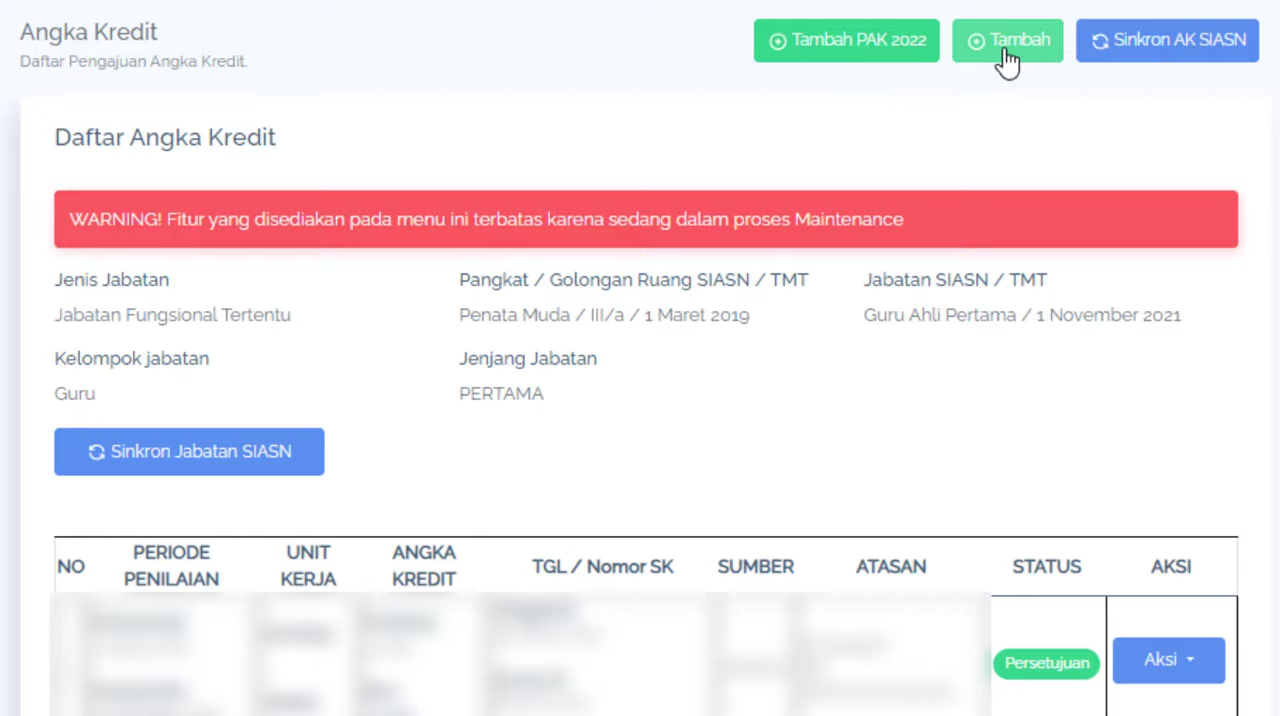 Angka Kredit
Daftar Pengajuan Angka Kredit.
Tambah PAK 2022
Tambah
Sinkron AK SIASN
Daftar Angka Kredit
WARNING! Fitur yang disediakan pada menu ini terbatas karena sedang dalam proses Maintenance
Jenis Jabatan
Jabatan Fungsional Tertentu
Pangkat / Golongan Ruang SIASN / TMT
Penata Muda / III/a / 1 Maret 2019
Jabatan SIASN / TMT
Guru Ahli Pertama / 1 November 2021
Kelompok jabatan
Guru
Jenjang Jabatan
PERTAMA
Sinkron Jabatan SIASN
NO
PERIODE
PENILAIAN
UNIT
KERJA
ANGKA
KREDIT
TGL / Nomor SK
SUMBER
ATASAN
STATUS
AKSI
Persetujuan
Aksi